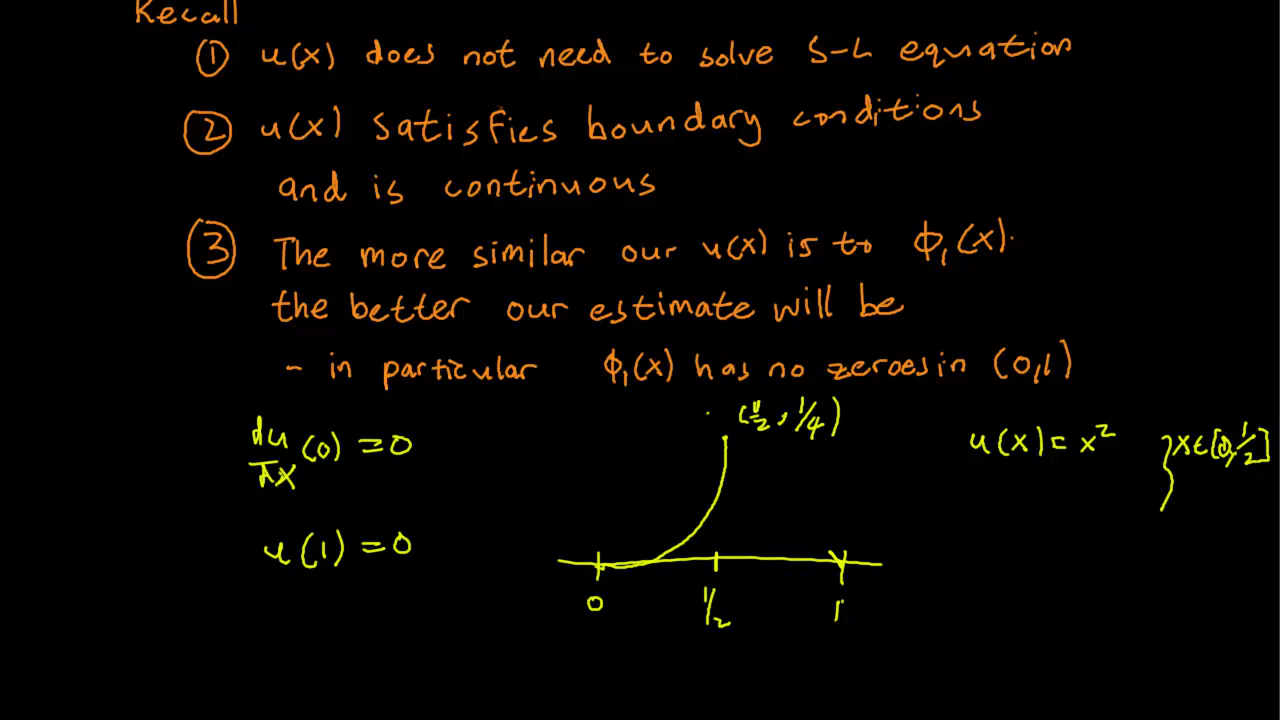 Recall
① u(x) does not need to solve S-L equation
② u(x) satisfies boundary conditions
and is continuous
③ The more similar our u(x) is to ϕ₁(x).
the better our estimate will be
- in particular ϕ₁(x) has no zeroes in (0,1)
du/dx (0) = 0
(1/2, 1/4)
u(x) = x² } x ∈ [0, 1/2]
u(1) = 0
0 1/2 1